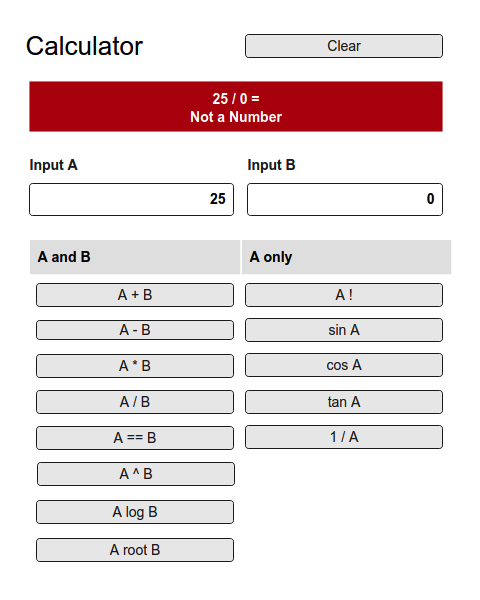 Calculator
Clear
25 / 0 =
Not a Number
Input A
Input B
25
0
A and B
A only
A + B
A !
A - B
sin A
A * B
cos A
A / B
tan A
A == B
1 / A
A ^ B
A log B
A root B